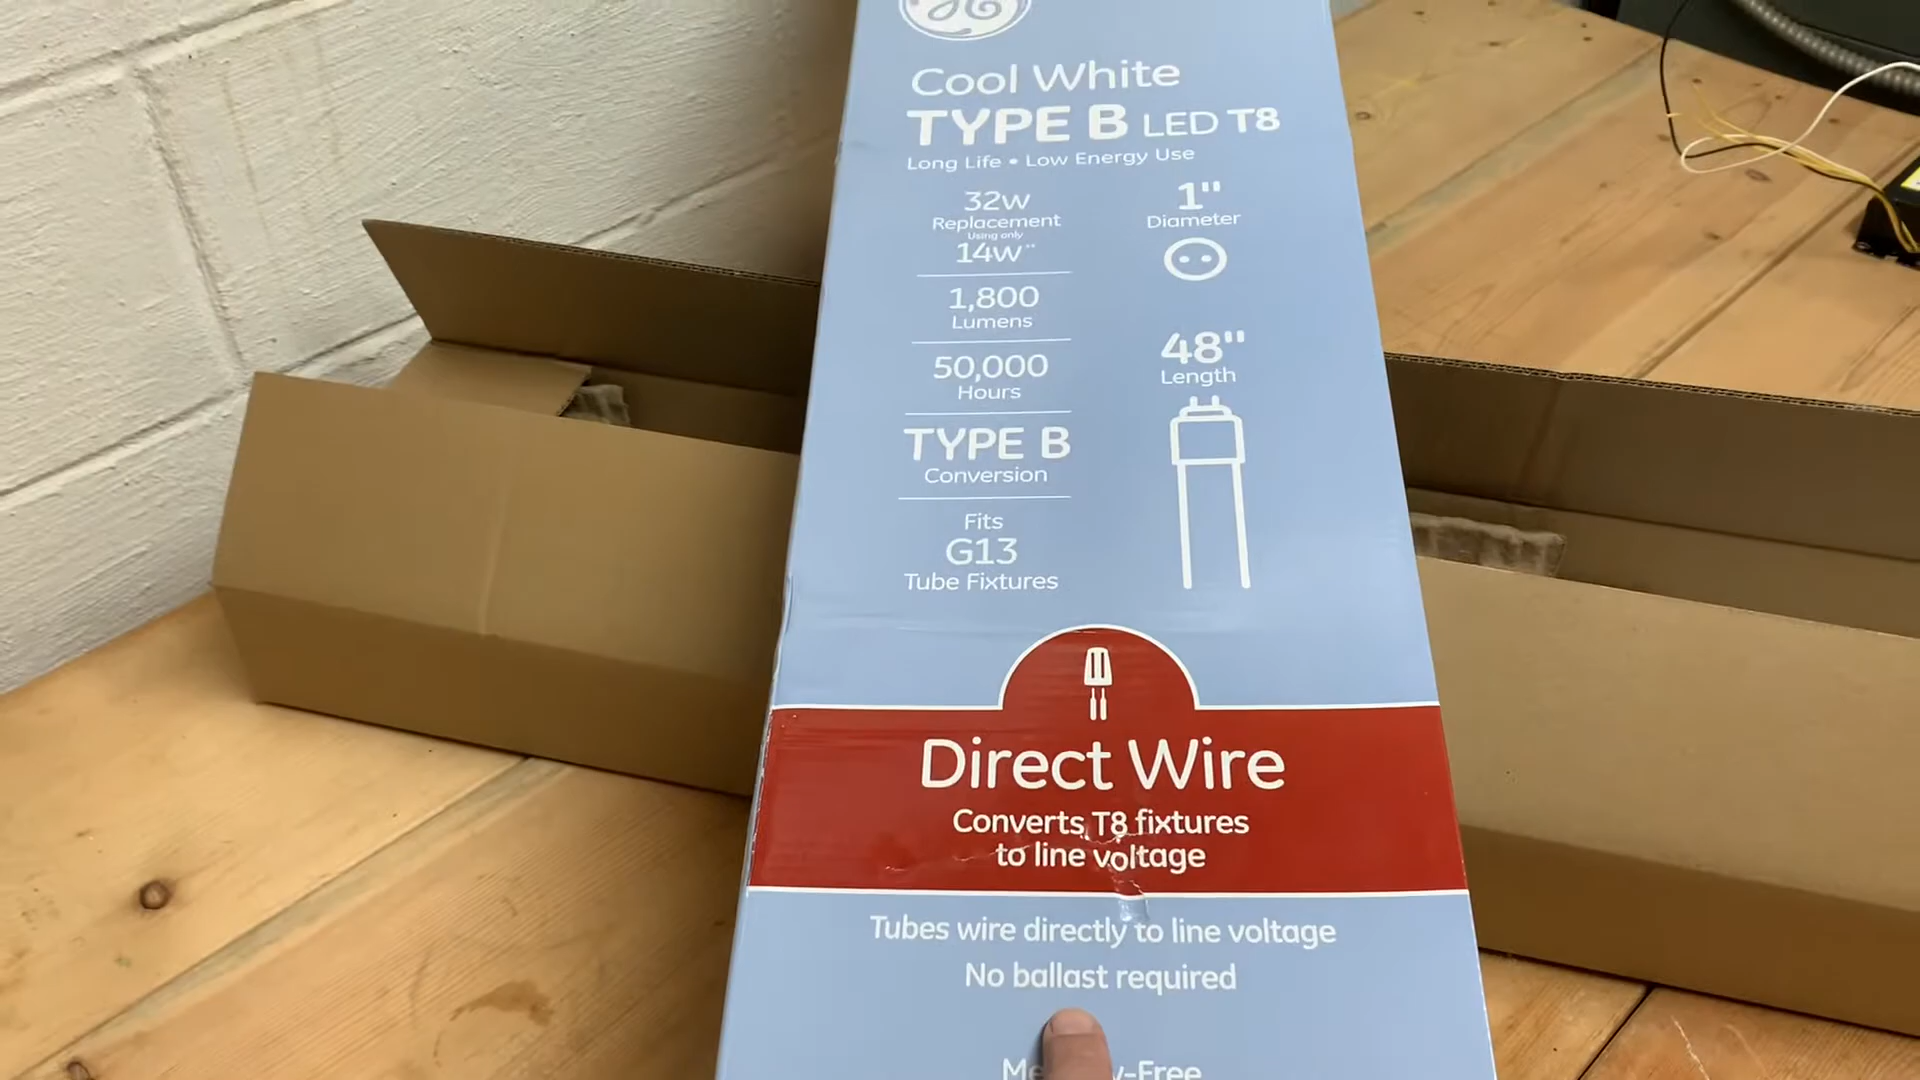 GE
Cool White
TYPE B LED T8
Long Life • Low Energy Use
32w
Replacement
Using only
14w**
1,800
Lumens
50,000
Hours
TYPE B
Conversion
Fits
G13
Tube Fixtures
1"
Diameter
48"
Length
Direct Wire
Converts T8 fixtures
to line voltage
Tubes wire directly to line voltage
No ballast required